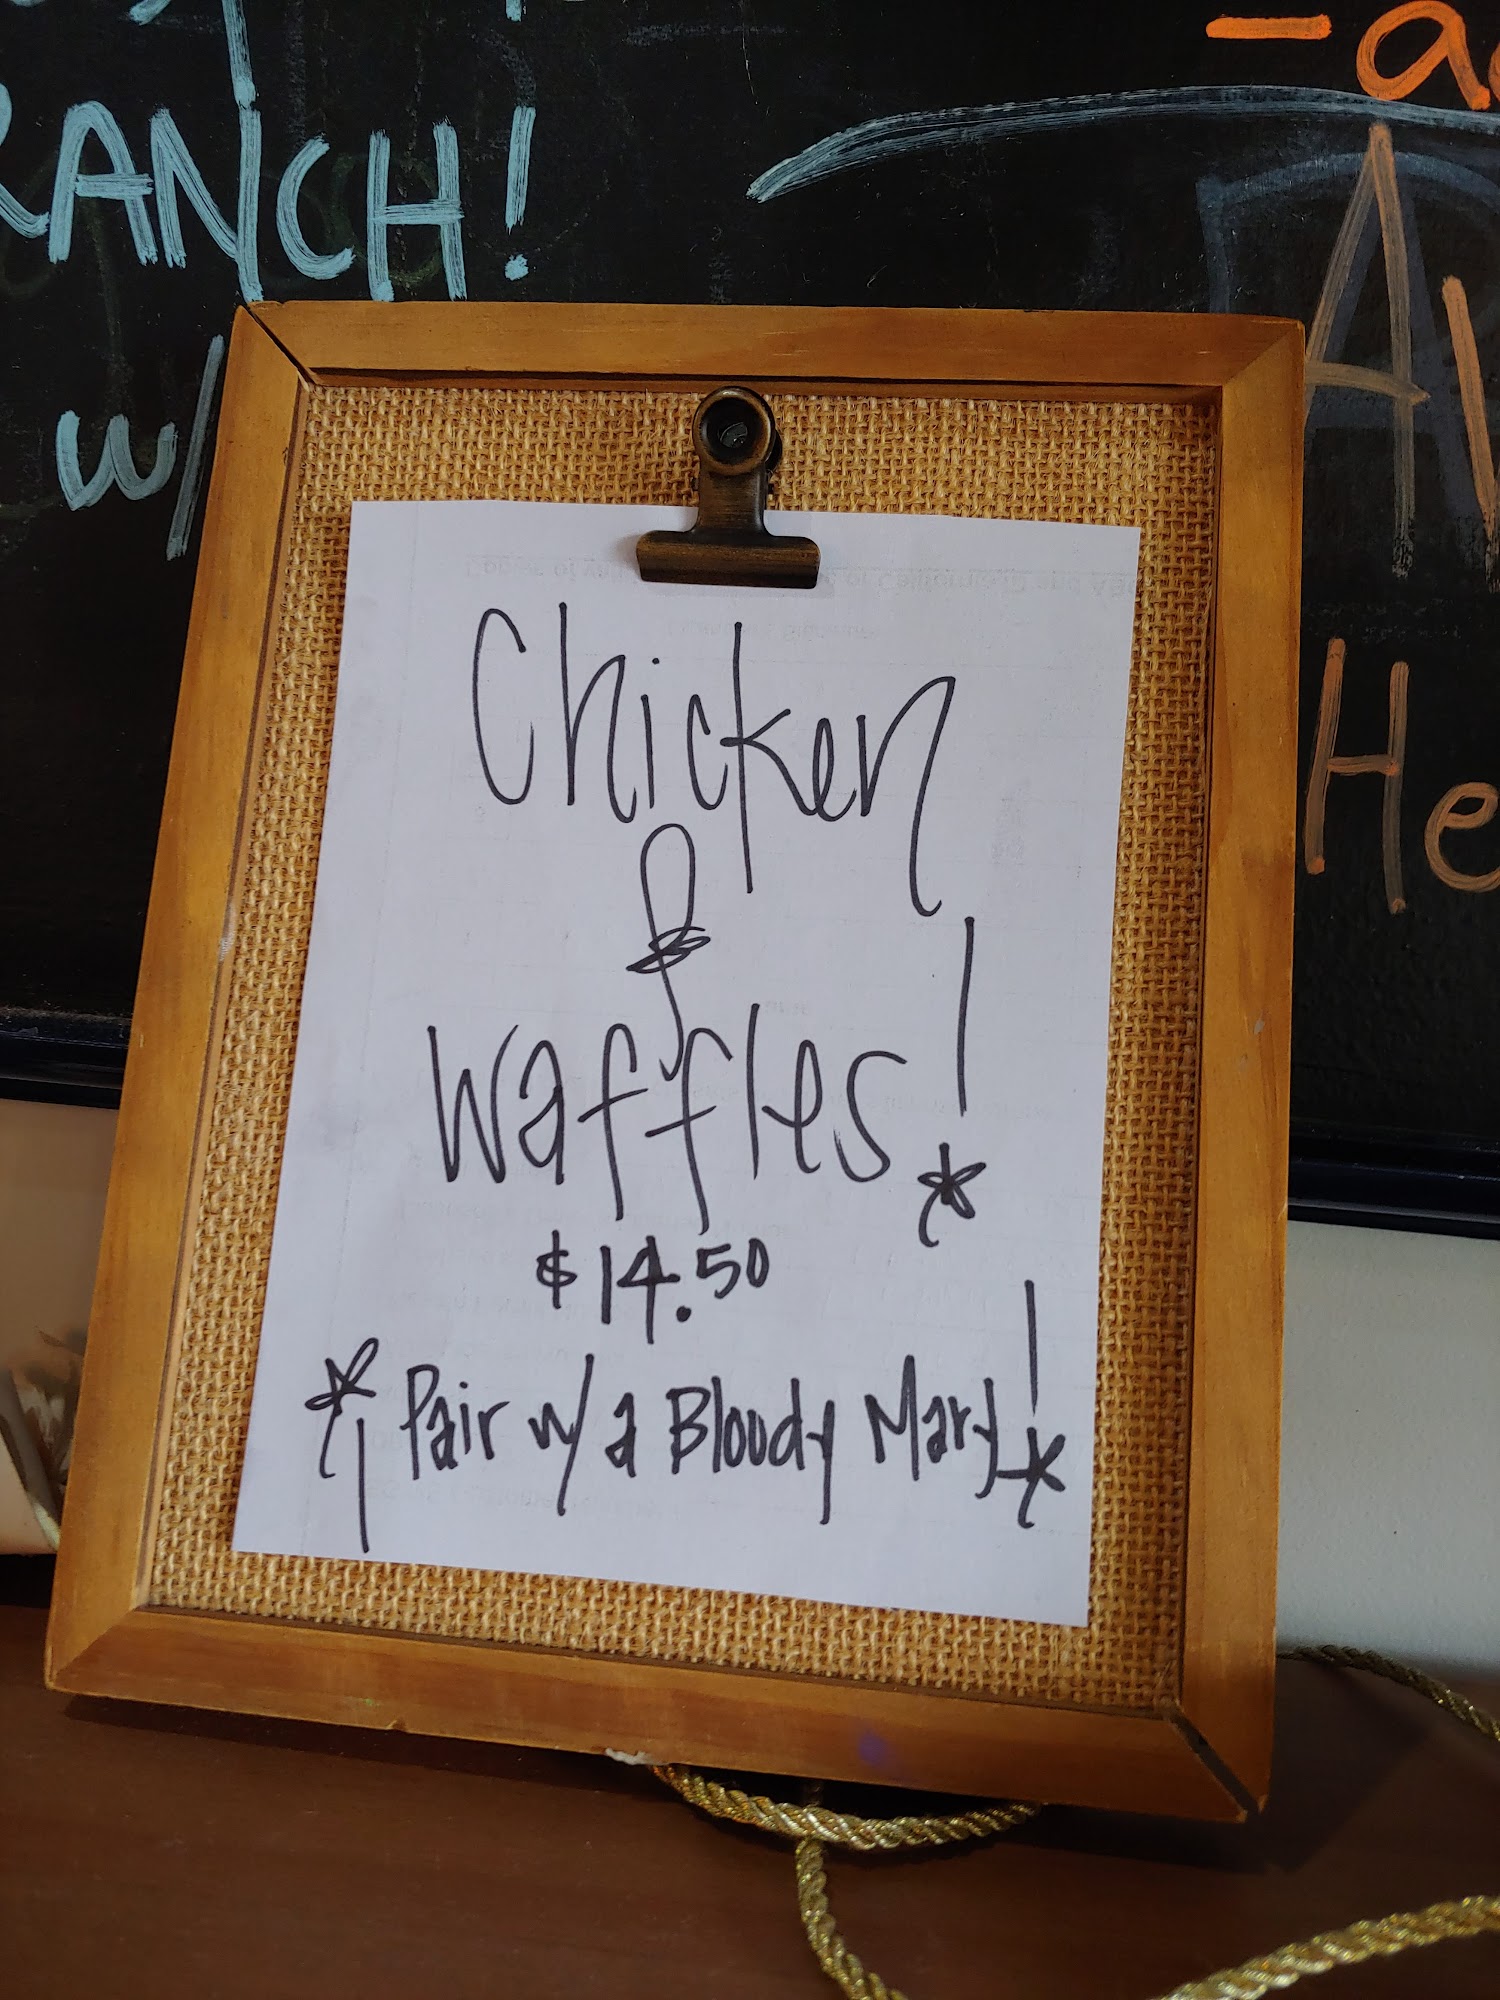 RANCH!
w/
Chicken
&
Waffles!
$14.50
¡Pair w/ a Bloody Mary!
He